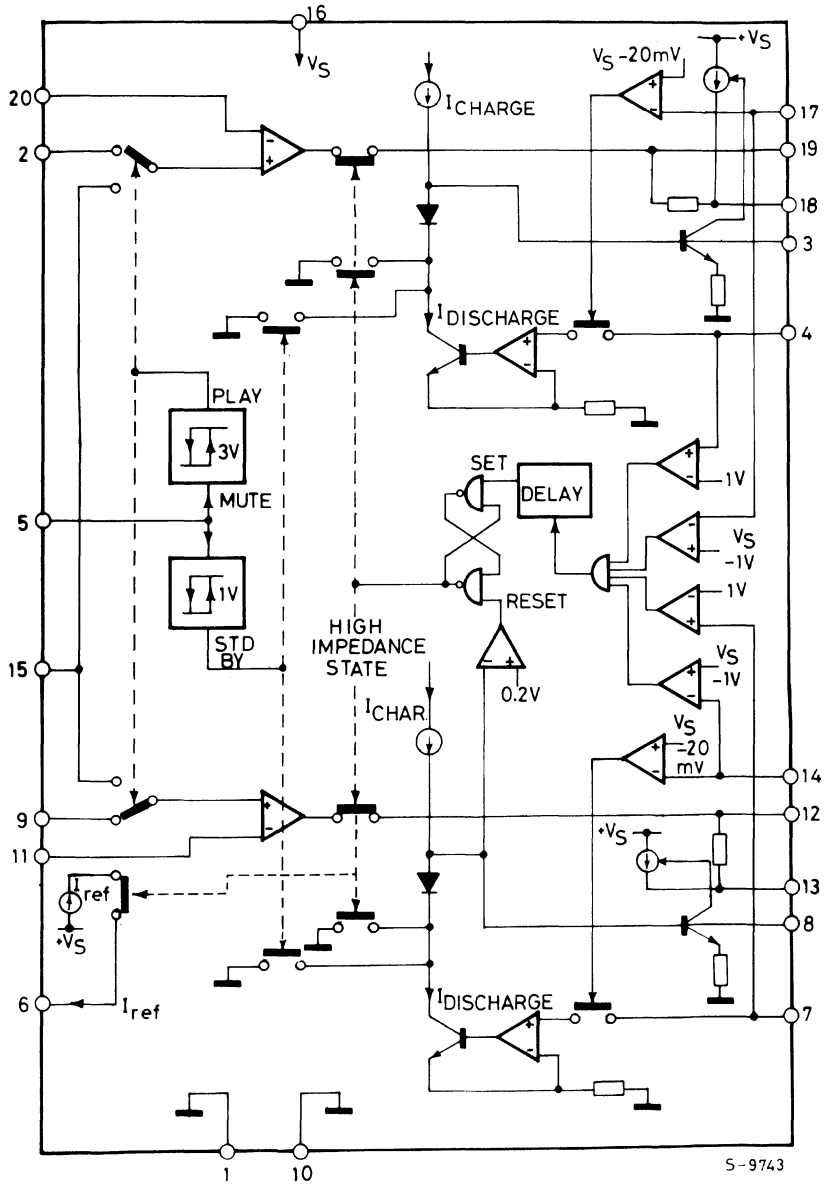 16
VS
20
2
ICHARGE
VS -20mV
+VS
17
19
18
3
IDISCHARGE
4
PLAY
3V
MUTE
5
1V
STD
BY
SET
DELAY
RESET
1V
VS
-1V
1V
VS
-1V
HIGH
IMPEDANCE
STATE
0.2V
15
ICHAR.
VS
-20
mV
14
9
12
11
+VS
13
Iref
+VS
8
6
Iref
IDISCHARGE
7
1
10
S-9743
+
-
-
+
+
-
+
-
-
+
-
+
-
+
-
+
+
-
+
-
+
-